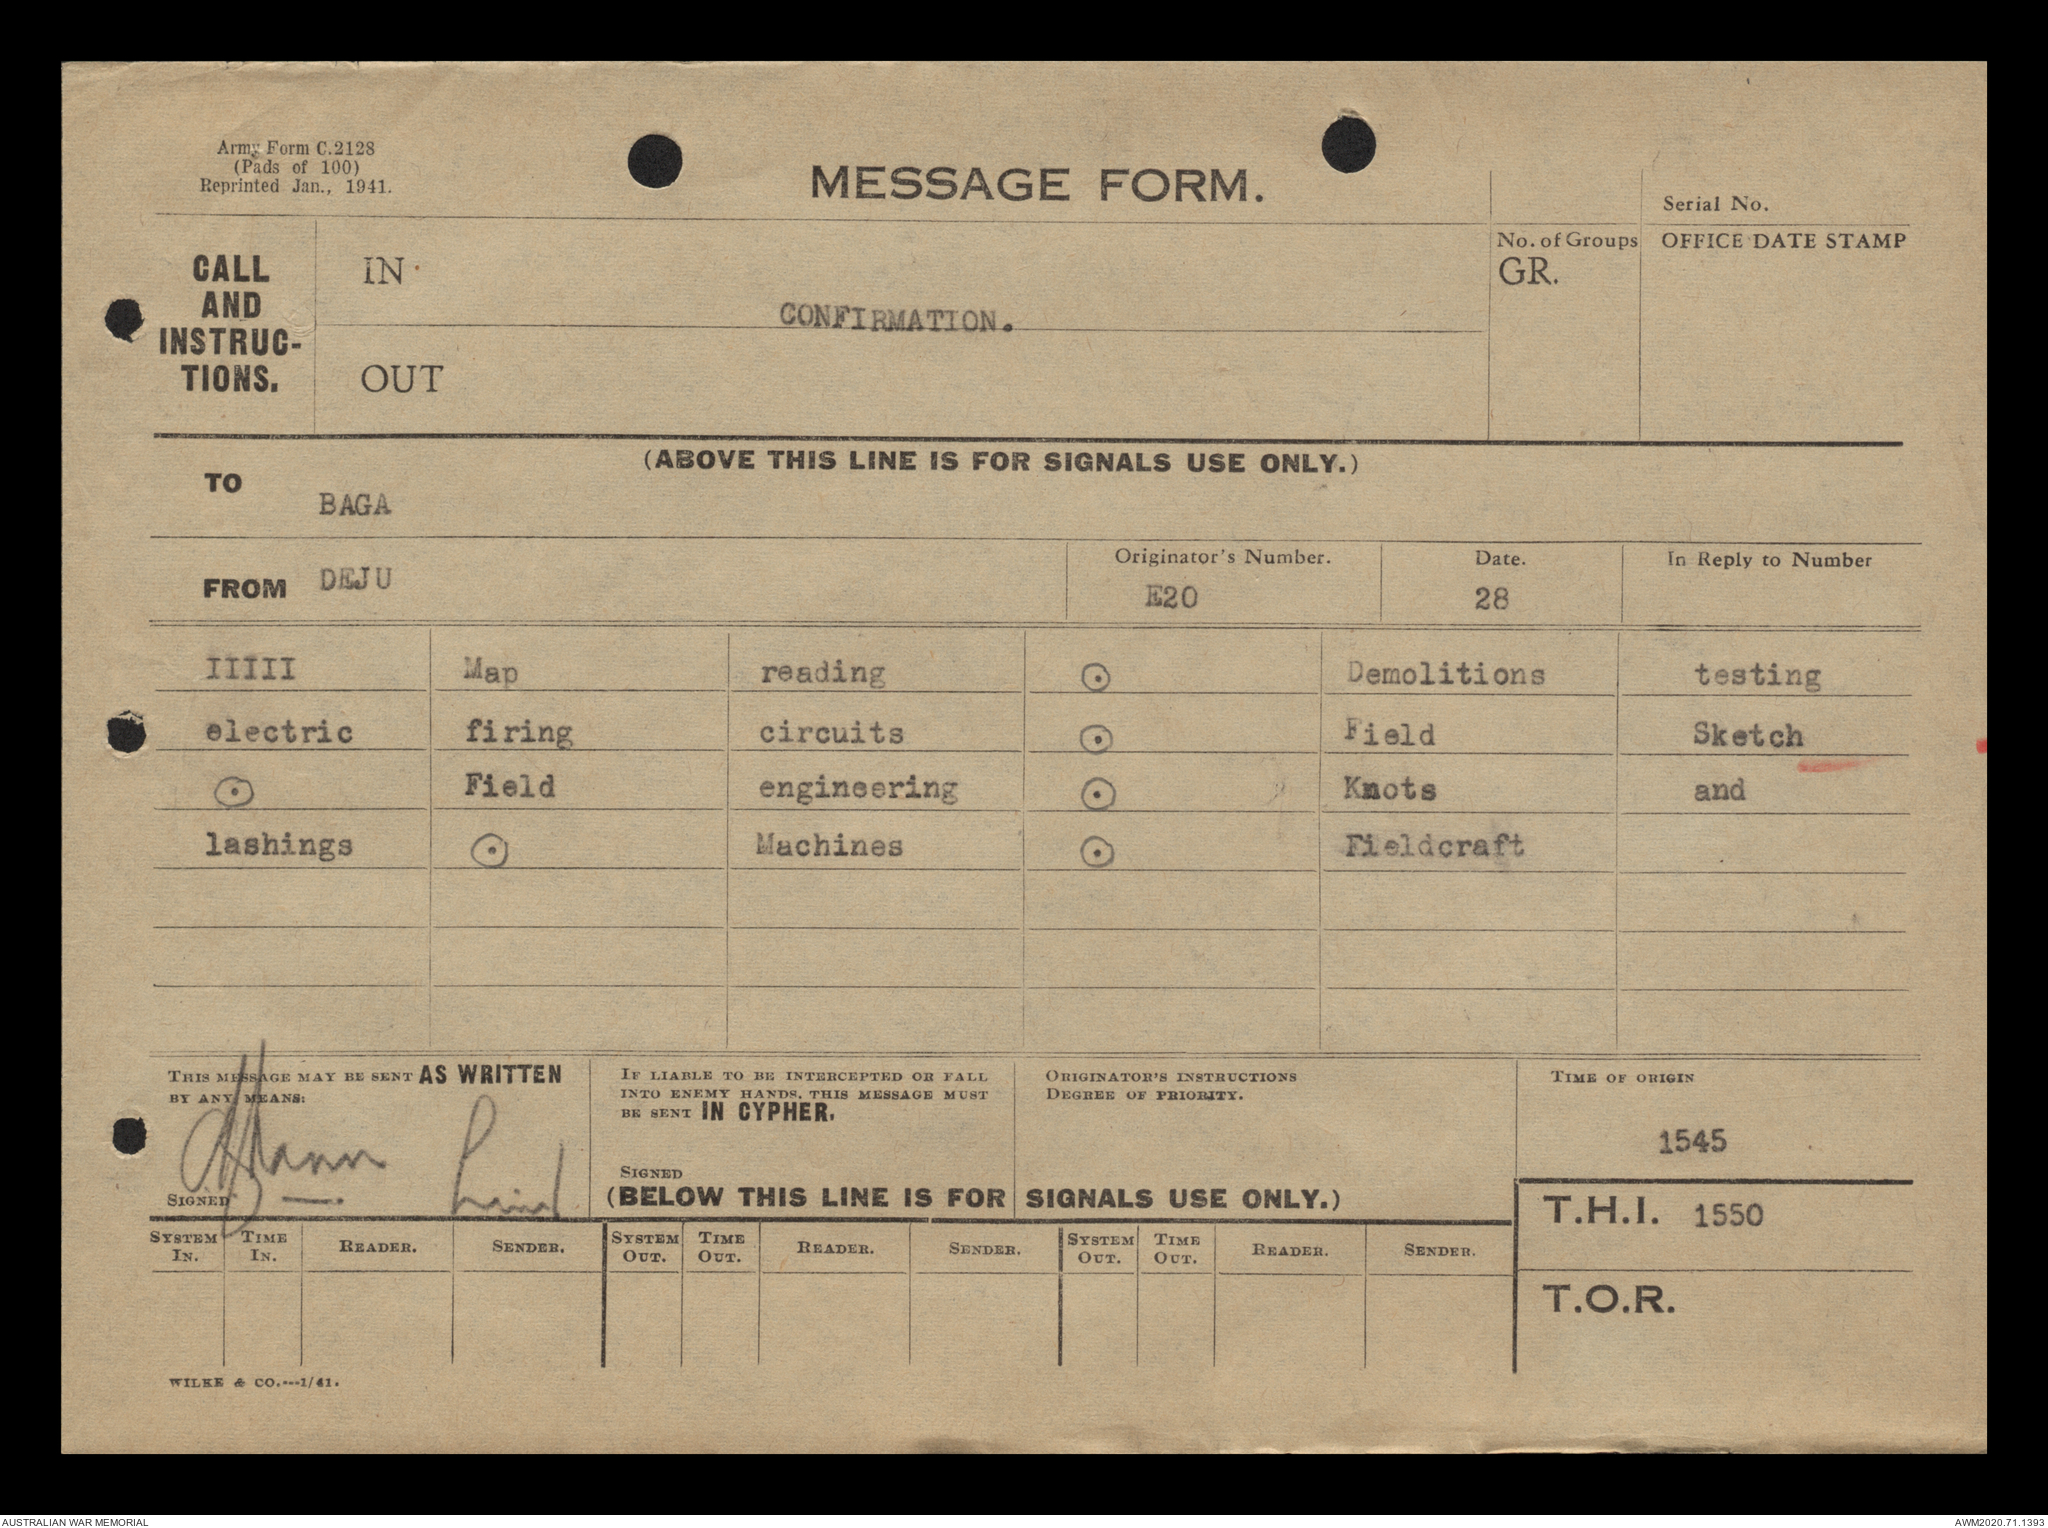 Army Form C.2128
(Pads of 100)
Reprinted Jan., 1941.
MESSAGE FORM.
Serial No.
CALL AND INSTRUC-TIONS.
IN
No. of Groups GR.
OFFICE DATE STAMP
CONFIRMATION.
OUT
(ABOVE THIS LINE IS FOR SIGNALS USE ONLY.)
TO BAGA
FROM DEJU
Originator's Number. E20
Date. 28
In Reply to Number
IIIII Map reading ⊙ Demolitions testing
electric firing circuits ⊙ Field Sketch
⊙ Field engineering ⊙ Knots and
lashings ⊙ Machines ⊙ Fieldcraft
THIS MESSAGE MAY BE SENT AS WRITTEN
BY ANY MEANS:
SIGNED
IF LIABLE TO BE INTERCEPTED OR FALL
INTO ENEMY HANDS, THIS MESSAGE MUST
BE SENT IN CYPHER.
SIGNED
ORIGINATOR'S INSTRUCTIONS
DEGREE OF PRIORITY.
TIME OF ORIGIN
1545
(BELOW THIS LINE IS FOR SIGNALS USE ONLY.)
T.H.I. 1550
SYSTEM IN. TIME IN. READER. SENDER. SYSTEM OUT. TIME OUT. READER. SENDER. SYSTEM OUT. TIME OUT. READER. SENDER.
T.O.R.
WILKE & CO.---1/41.
AUSTRALIAN WAR MEMORIAL
AWM2020.71.1393